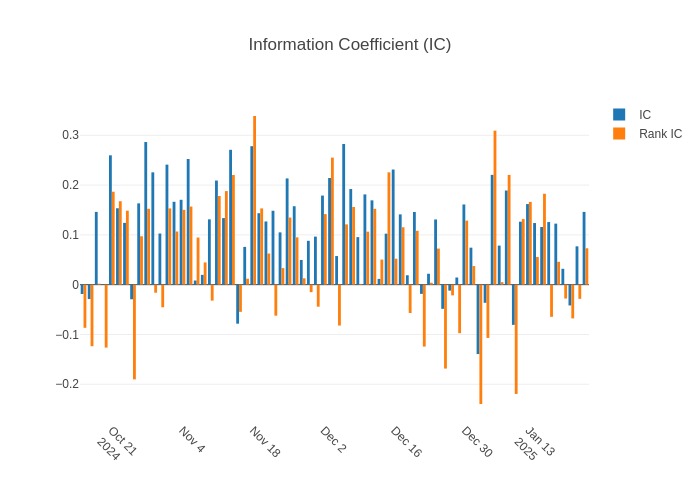 Information Coefficient (IC)
IC
Rank IC
0.3
0.2
0.1
0
−0.1
−0.2
Oct 21
2024
Nov 4
Nov 18
Dec 2
Dec 16
Dec 30
Jan 13
2025